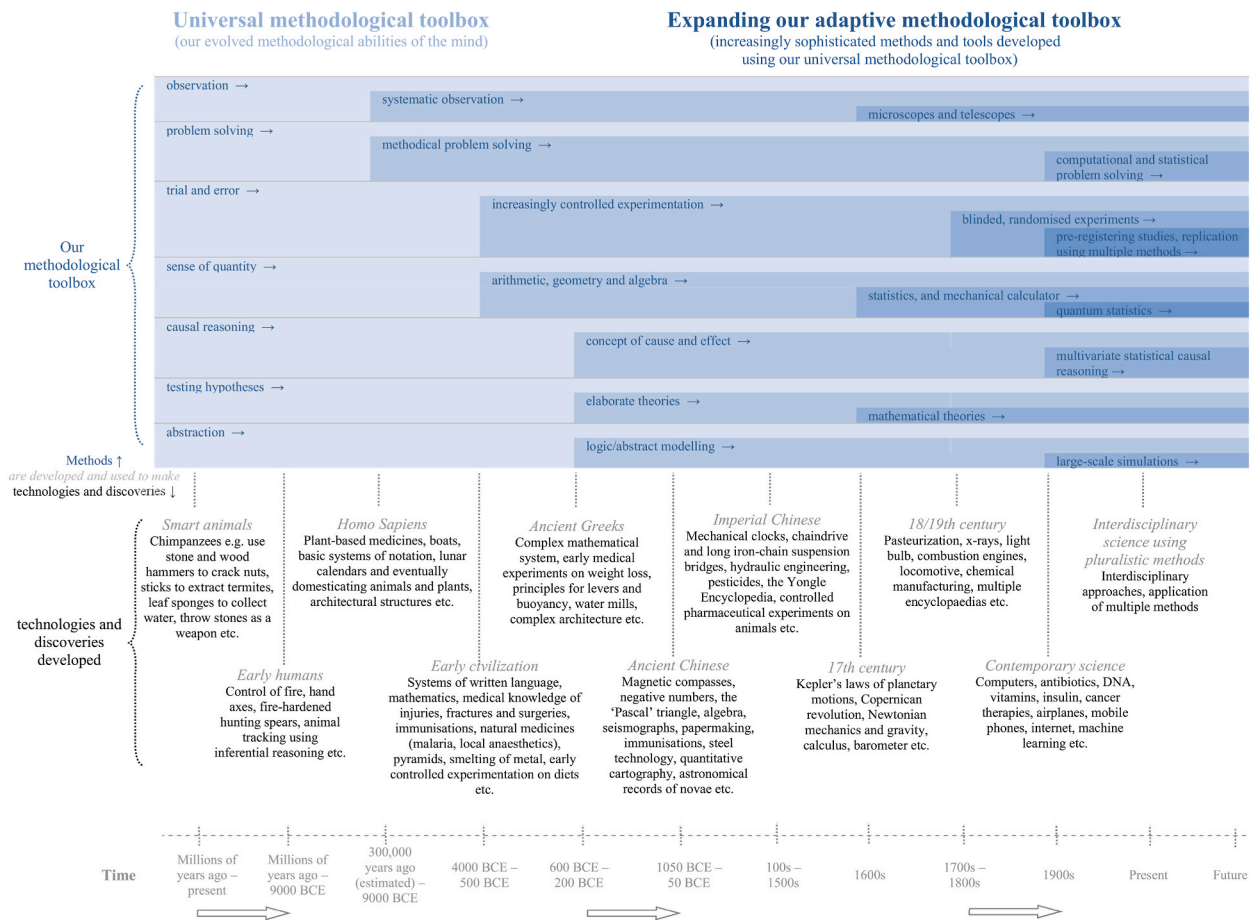 Universal methodological toolbox
(our evolved methodological abilities of the mind)
Expanding our adaptive methodological toolbox
(increasingly sophisticated methods and tools developed
using our universal methodological toolbox)
Our
methodological
toolbox
observation →
systematic observation →
microscopes and telescopes →
problem solving →
methodical problem solving →
computational and statistical
problem solving →
trial and error →
increasingly controlled experimentation →
blinded, randomised experiments →
pre-registering studies, replication
using multiple methods →
sense of quantity →
arithmetic, geometry and algebra →
statistics, and mechanical calculator →
quantum statistics →
causal reasoning →
concept of cause and effect →
multivariate statistical causal
reasoning →
testing hypotheses →
elaborate theories →
mathematical theories →
abstraction →
logic/abstract modelling →
large-scale simulations →
Methods ↑
are developed and used to make
technologies and discoveries ↓
technologies and
discoveries
developed
Smart animals
Chimpanzees e.g. use
stone and wood
hammers to crack nuts,
sticks to extract termites,
leaf sponges to collect
water, throw stones as a
weapon etc.
Early humans
Control of fire, hand
axes, fire-hardened
hunting spears, animal
tracking using
inferential reasoning etc.
Homo Sapiens
Plant-based medicines, boats,
basic systems of notation, lunar
calendars and eventually
domesticating animals and plants,
architectural structures etc.
Early civilization
Systems of written language,
mathematics, medical knowledge of
injuries, fractures and surgeries,
immunisations, natural medicines
(malaria, local anaesthetics),
pyramids, smelting of metal, early
controlled experimentation on diets
etc.
Ancient Greeks
Complex mathematical
system, early medical
experiments on weight loss,
principles for levers and
buoyancy, water mills,
complex architecture etc.
Ancient Chinese
Magnetic compasses,
negative numbers, the
‘Pascal’ triangle, algebra,
seismographs, papermaking,
immunisations, steel
technology, quantitative
cartography, astronomical
records of novae etc.
Imperial Chinese
Mechanical clocks, chaindrive
and long iron-chain suspension
bridges, hydraulic engineering,
pesticides, the Yongle
Encyclopedia, controlled
pharmaceutical experiments on
animals etc.
17th century
Kepler’s laws of planetary
motions, Copernican
revolution, Newtonian
mechanics and gravity,
calculus, barometer etc.
18/19th century
Pasteurization, x-rays, light
bulb, combustion engines,
locomotive, chemical
manufacturing, multiple
encyclopaedias etc.
Contemporary science
Computers, antibiotics, DNA,
vitamins, insulin, cancer
therapies, airplanes, mobile
phones, internet, machine
learning etc.
Interdisciplinary
science using
pluralistic methods
Interdisciplinary
approaches, application
of multiple methods
Time
Millions of
years ago –
present
Millions of
years ago –
9000 BCE
300,000
years ago
(estimated) –
9000 BCE
4000 BCE –
500 BCE
600 BCE –
200 BCE
1050 BCE –
50 BCE
100s –
1500s
1600s
1700s –
1800s
1900s
Present
Future